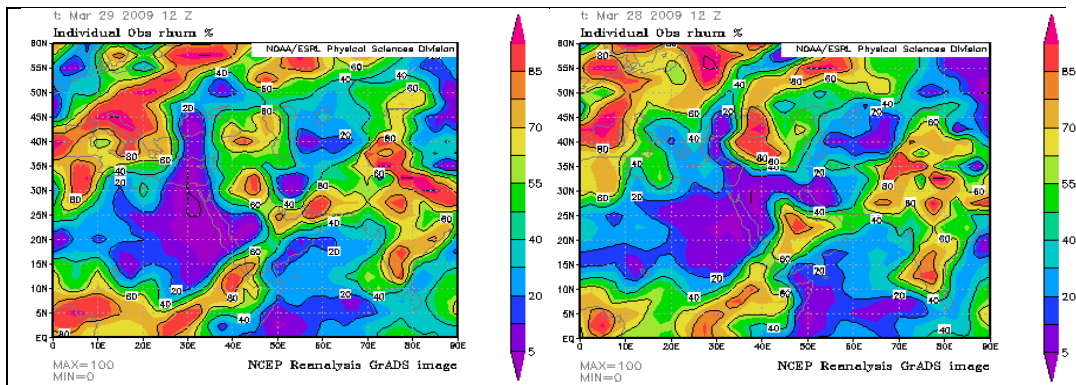 t: Mar 29 2009 12 Z
Individual Obs rhum %
NOAA/ESRL Physical Sciences Division
60N
55N
50N
45N
40N
35N
30N
25N
20N
15N
10N
5N
EQ
0
10E
20E
30E
40E
50E
60E
70E
80E
90E
85
70
55
40
20
5
MAX=100
MIN=0
NCEP Reanalysis GrADS image
t: Mar 28 2009 12 Z
Individual Obs rhum %
NOAA/ESRL Physical Sciences Division
60N
55N
50N
45N
40N
35N
30N
25N
20N
15N
10N
5N
EQ
0
10E
20E
30E
40E
50E
60E
70E
80E
90E
85
70
55
40
20
5
MAX=100
MIN=0
NCEP Reanalysis GrADS image